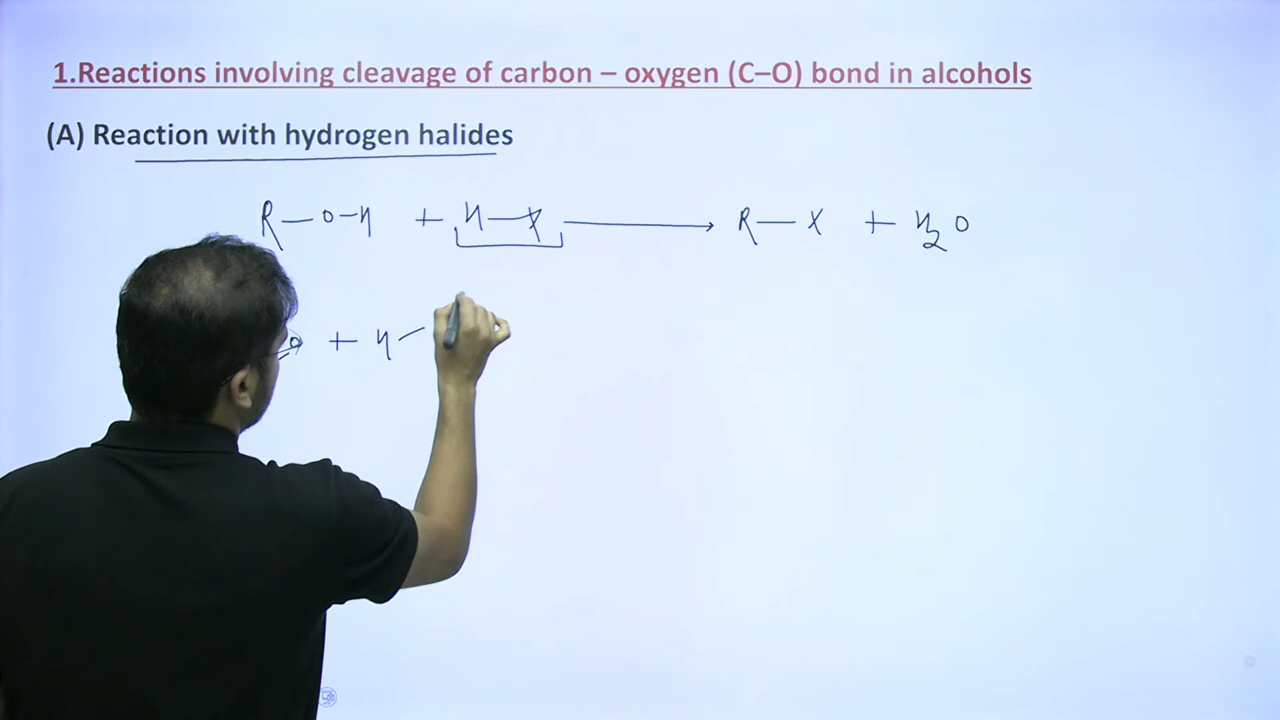 1.Reactions involving cleavage of carbon – oxygen (C–O) bond in alcohols
(A) Reaction with hydrogen halides
R—O—H + H—X ⟶ R—X + H₂O
+ H—